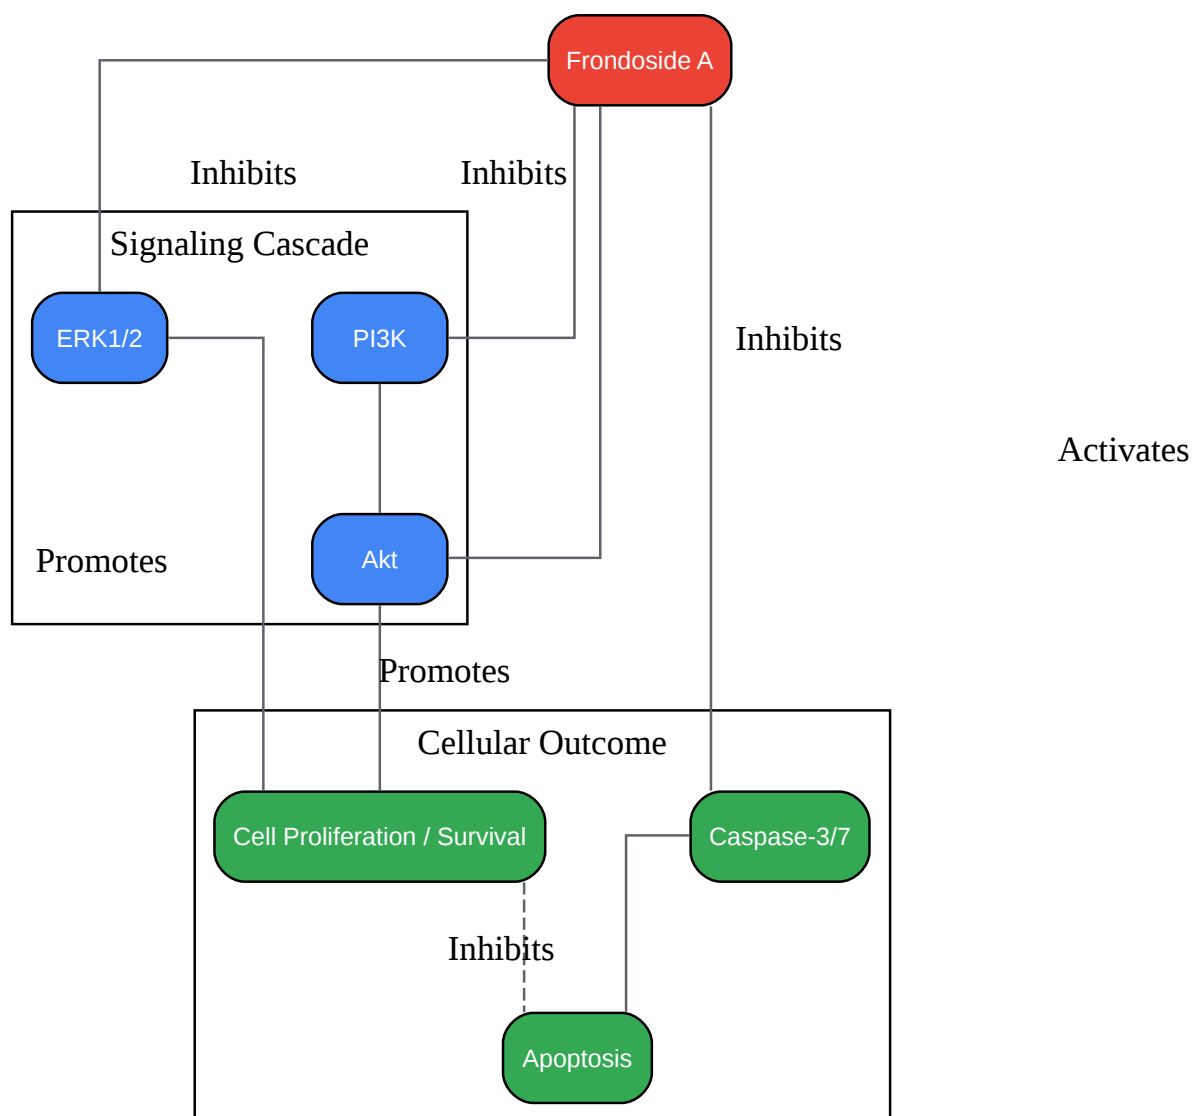 Frondoside A
Inhibits
Inhibits
Signaling Cascade
ERK1/2
PI3K
Inhibits
Activates
Promotes
Akt
Promotes
Cellular Outcome
Cell Proliferation / Survival
Caspase-3/7
Inhibits
Apoptosis